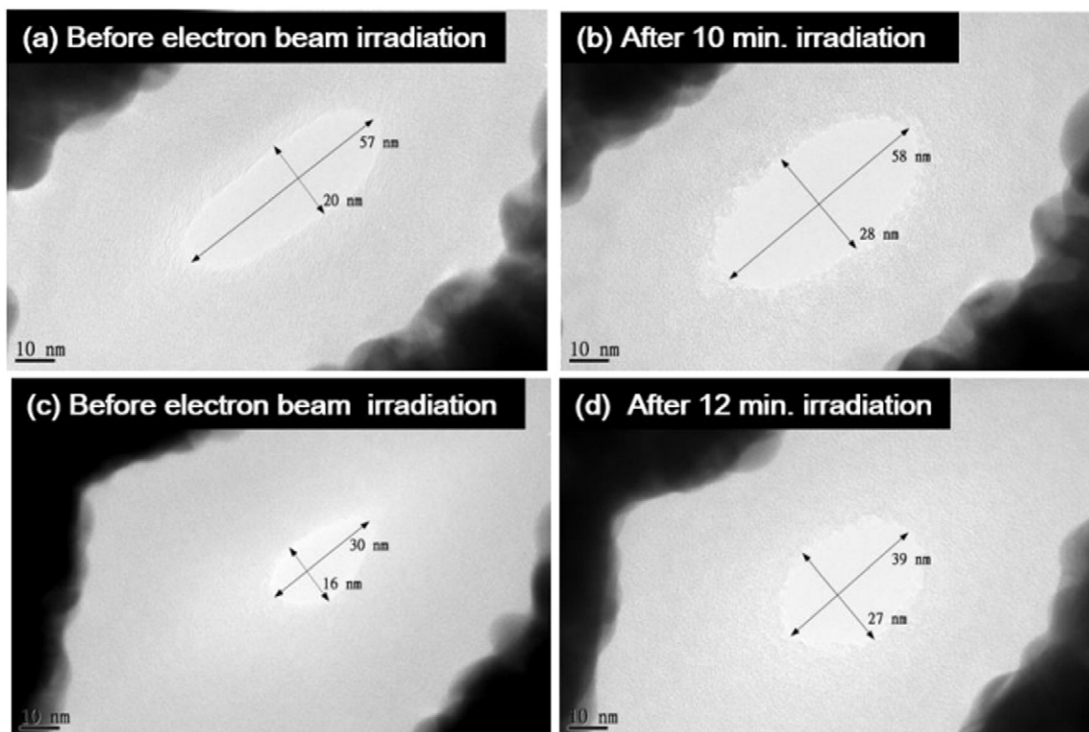 (a) Before electron beam irradiation
57 nm
20 nm
10 nm
(b) After 10 min. irradiation
58 nm
28 nm
10 nm
(c) Before electron beam irradiation
30 nm
16 nm
10 nm
(d) After 12 min. irradiation
39 nm
27 nm
10 nm